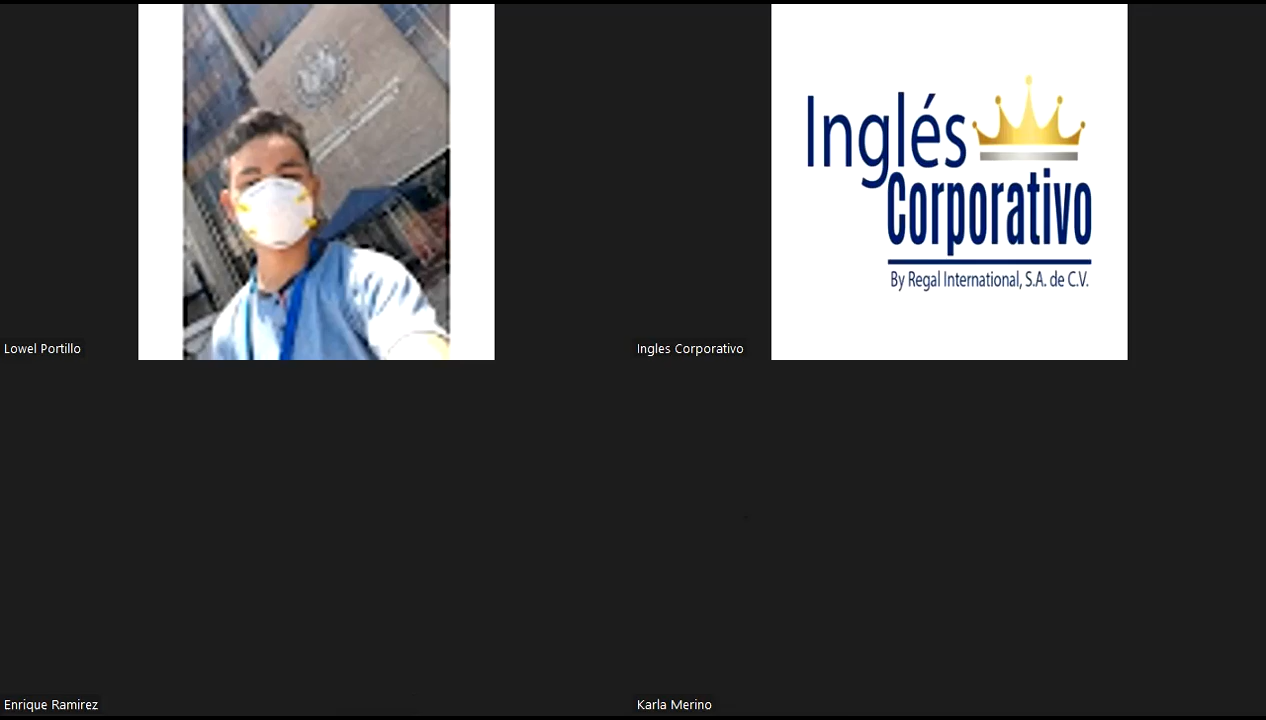 Inglés
Corporativo
By Regal International, S.A. de C.V.
Lowel Portillo
Ingles Corporativo
Enrique Ramirez
Karla Merino